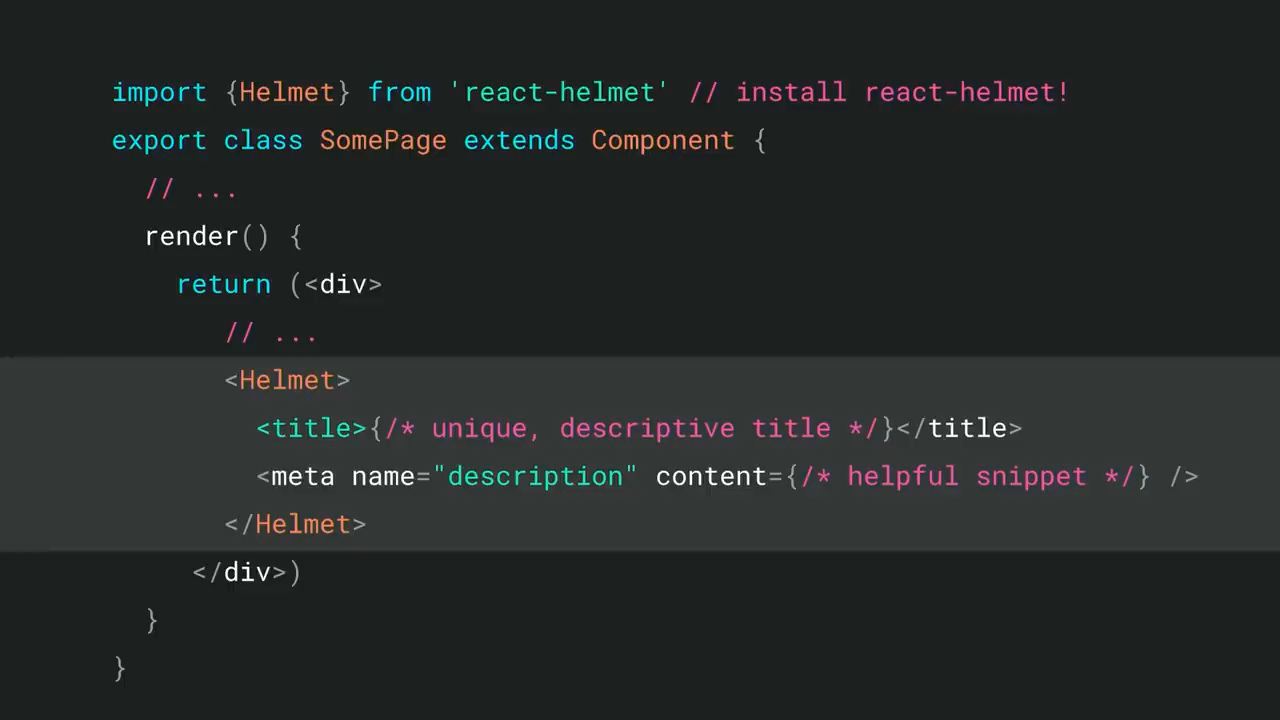 import {Helmet} from 'react-helmet' // install react-helmet!
export class SomePage extends Component {
// ...
render() {
return (<div>
// ...
<Helmet>
<title>{/* unique, descriptive title */}</title>
<meta name="description" content={/* helpful snippet */} />
</Helmet>
</div>)
}
}